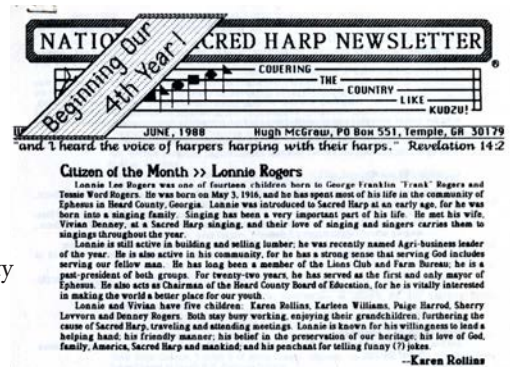 NATIO CRED HARP NEWSLETTER
Beginning Our
4th Year!
COVERING
THE
COUNTRY
LIKE
KUDZU!
JUNE, 1988 Hugh McGraw, PO Box 551, Temple, GA 30179
"and I heard the voice of harpers harping with their harps." Revelation 14:2
Citizen of the Month >> Lonnie Rogers
Lonnie Lee Rogers was one of fourteen children born to George Franklin "Frank" Rogers and
Tessie Word Rogers. He was born on May 3, 1916, and he has spent most of his life in the community of
Ephesus in Heard County, Georgia. Lonnie was introduced to Sacred Harp at an early age, for he was
born into a singing family. Singing has been a very important part of his life. He met his wife,
Vivian Denney, at a Sacred Harp singing, and their love of singing and singers carries them to
singings throughout the year.
Lonnie is still active in building and selling lumber; he was recently named Agri-business leader
of the year. He is also active in his community, for he has a strong sense that serving God includes
serving our fellow man. He has long been a member of the Lions Club and Farm Bureau; he is a
past-president of both groups. For twenty-two years, he has served as the first and only mayor of
Ephesus. He also acts as Chairman of the Heard County Board of Education, for he is vitally interested
in making the world a better place for our youth.
Lonnie and Vivian have five children: Karen Rollins, Karleen Williams, Paige Harrod, Sherry
Lovvorn and Denney Rogers. Both stay busy working, enjoying their grandchildren, furthering the
cause of Sacred Harp, traveling and attending meetings. Lonnie is known for his willingness to lend a
helping hand; his friendly manner; his belief in the preservation of our heritage; his love of God,
family, America, Sacred Harp and mankind; and his penchant for telling funny (?) jokes.
--Karen Rollins